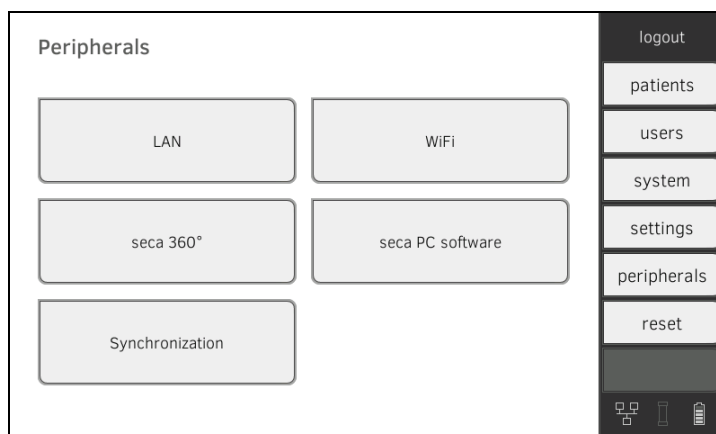 Peripherals
LAN
WiFi
seca 360°
seca PC software
Synchronization
logout
patients
users
system
settings
peripherals
reset